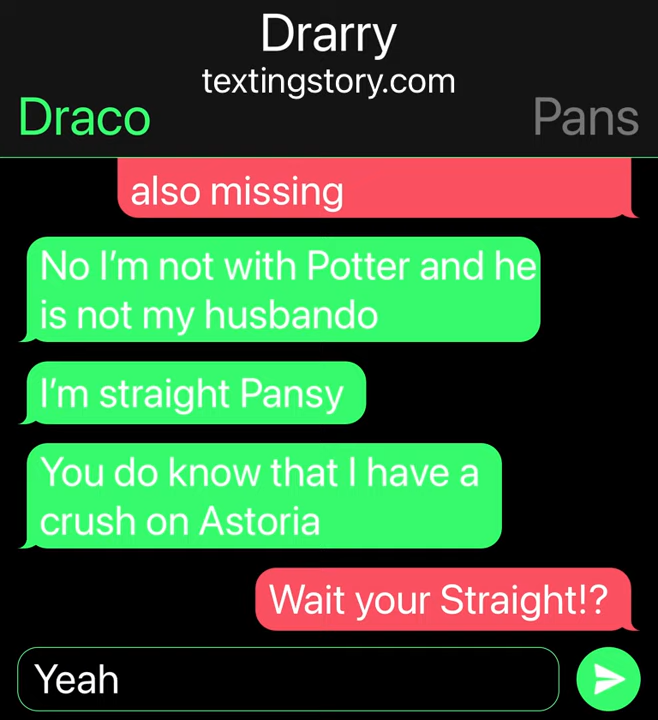 Drarry
textingstory.com
Draco
Pans
also missing
No I'm not with Potter and he
is not my husbando
I'm straight Pansy
You do know that I have a
crush on Astoria
Wait your Straight!?
Yeah